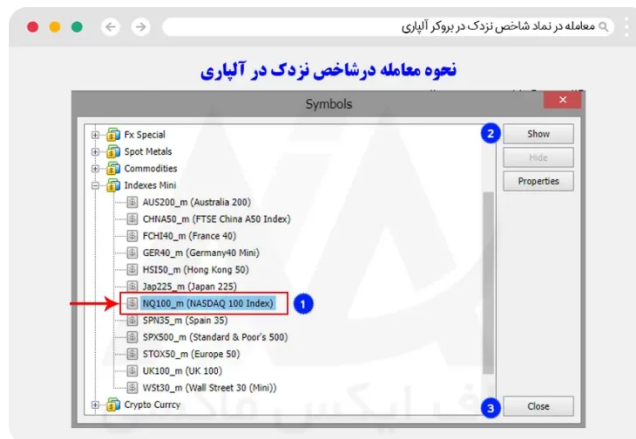 معامله در نماد شاخص نزدک در بروکر آلپاری
نحوه معامله درشاخص نزدک در آلپاری
Symbols
Fx Special
Spot Metals
Commodities
Indexes Mini
AUS200_m (Australia 200)
CHNA50_m (FTSE China A50 Index)
FCHI40_m (France 40)
GER40_m (Germany40 Mini)
HSI50_m (Hong Kong 50)
Jap225_m (Japan 225)
NQ100_m (NASDAQ 100 Index)
SPN35_m (Spain 35)
SPX500_m (Standard & Poor's 500)
STOX50_m (Europe 50)
UK100_m (UK 100)
WSt30_m (Wall Street 30 (Mini))
Crypto Currcy
1
2
Show
Hide
Properties
3
Close